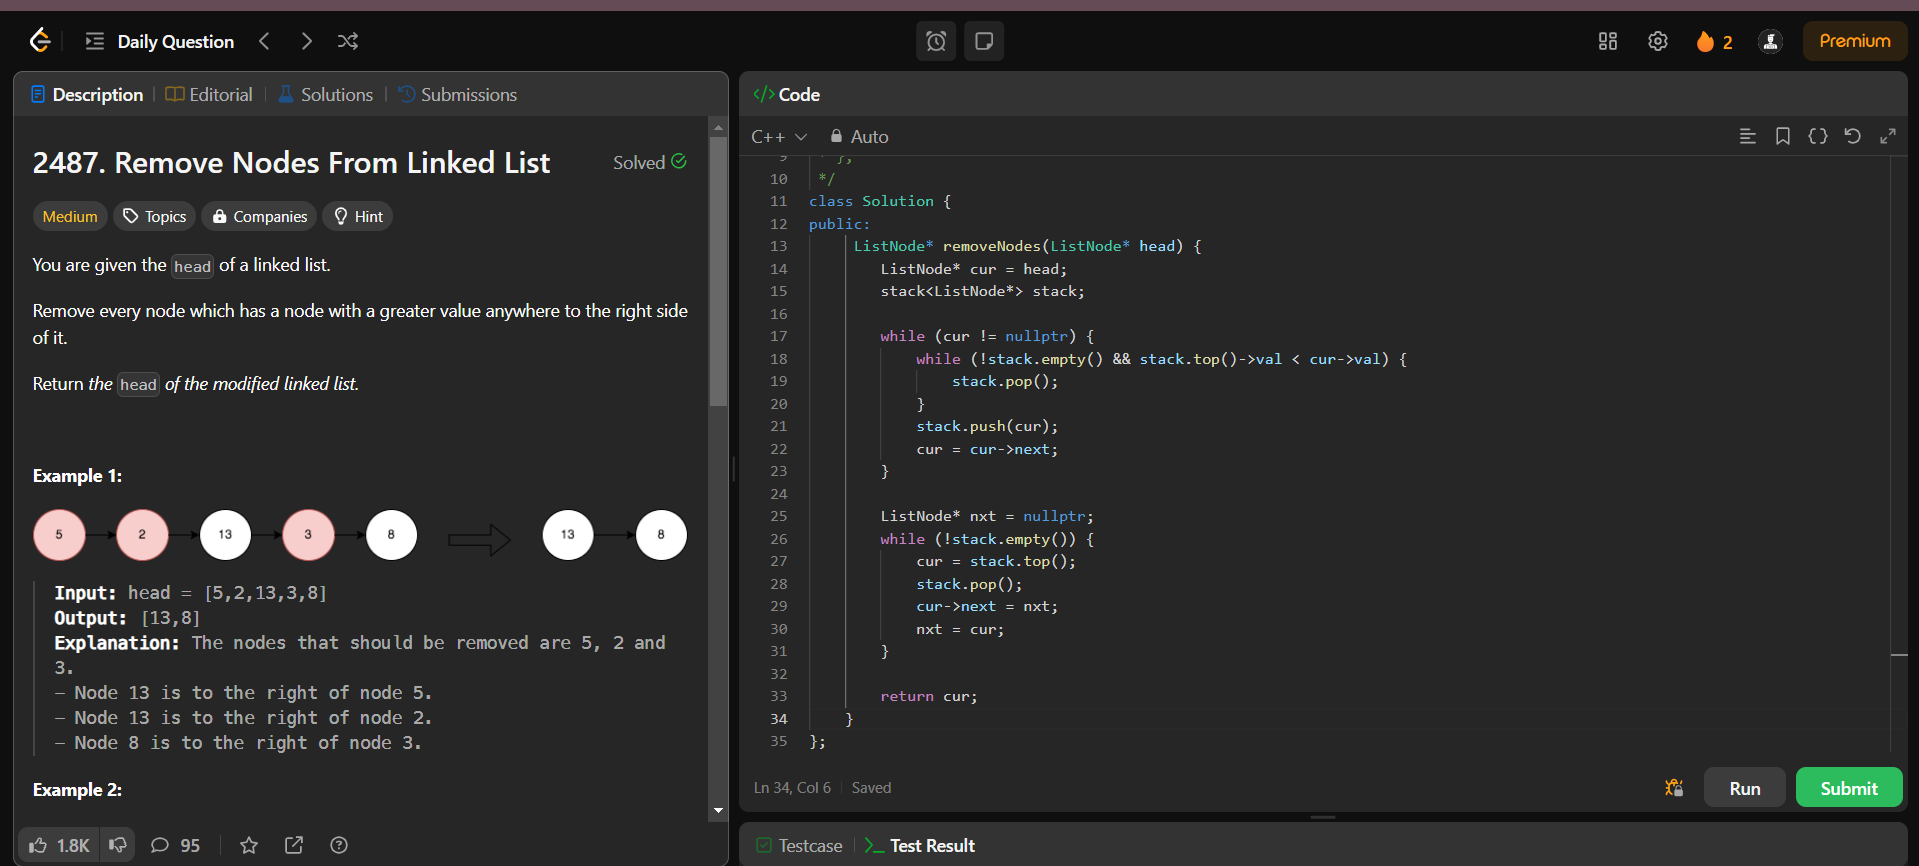 Daily Question
2
Premium
Description
Editorial
Solutions
Submissions
2487. Remove Nodes From Linked List
Solved
Medium
Topics
Companies
Hint
You are given the head of a linked list.
Remove every node which has a node with a greater value anywhere to the right side
of it.
Return the head of the modified linked list.
Example 1:
5 2 13 3 8 13 8
Input: head = [5,2,13,3,8]
Output: [13,8]
Explanation: The nodes that should be removed are 5, 2 and
3.
- Node 13 is to the right of node 5.
- Node 13 is to the right of node 2.
- Node 8 is to the right of node 3.
Example 2:
1.8K
95
</> Code
C++
Auto
9 * };
10 */
11 class Solution {
12 public:
13 ListNode* removeNodes(ListNode* head) {
14 ListNode* cur = head;
15 stack<ListNode*> stack;
16
17 while (cur != nullptr) {
18 while (!stack.empty() && stack.top()->val < cur->val) {
19 stack.pop();
20 }
21 stack.push(cur);
22 cur = cur->next;
23 }
24
25 ListNode* nxt = nullptr;
26 while (!stack.empty()) {
27 cur = stack.top();
28 stack.pop();
29 cur->next = nxt;
30 nxt = cur;
31 }
32
33 return cur;
34 }
35 };
Ln 34, Col 6
Saved
Run
Submit
Testcase
Test Result